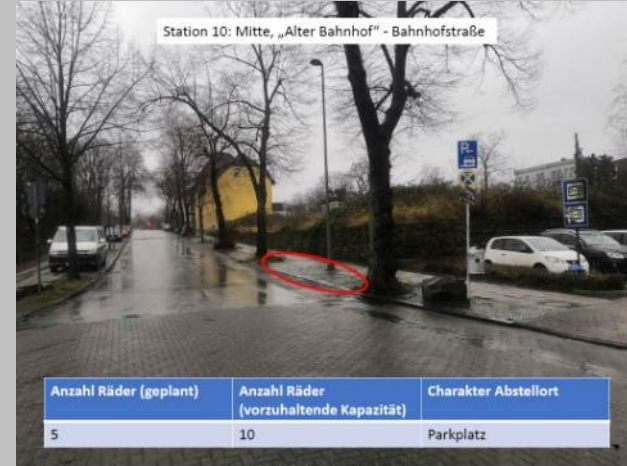 Station 10: Mitte, „Alter Bahnhof“ - Bahnhofstraße
P
Anzahl Räder (geplant) Anzahl Räder (vorzuhaltende Kapazität) Charakter Abstellort
5 10 Parkplatz